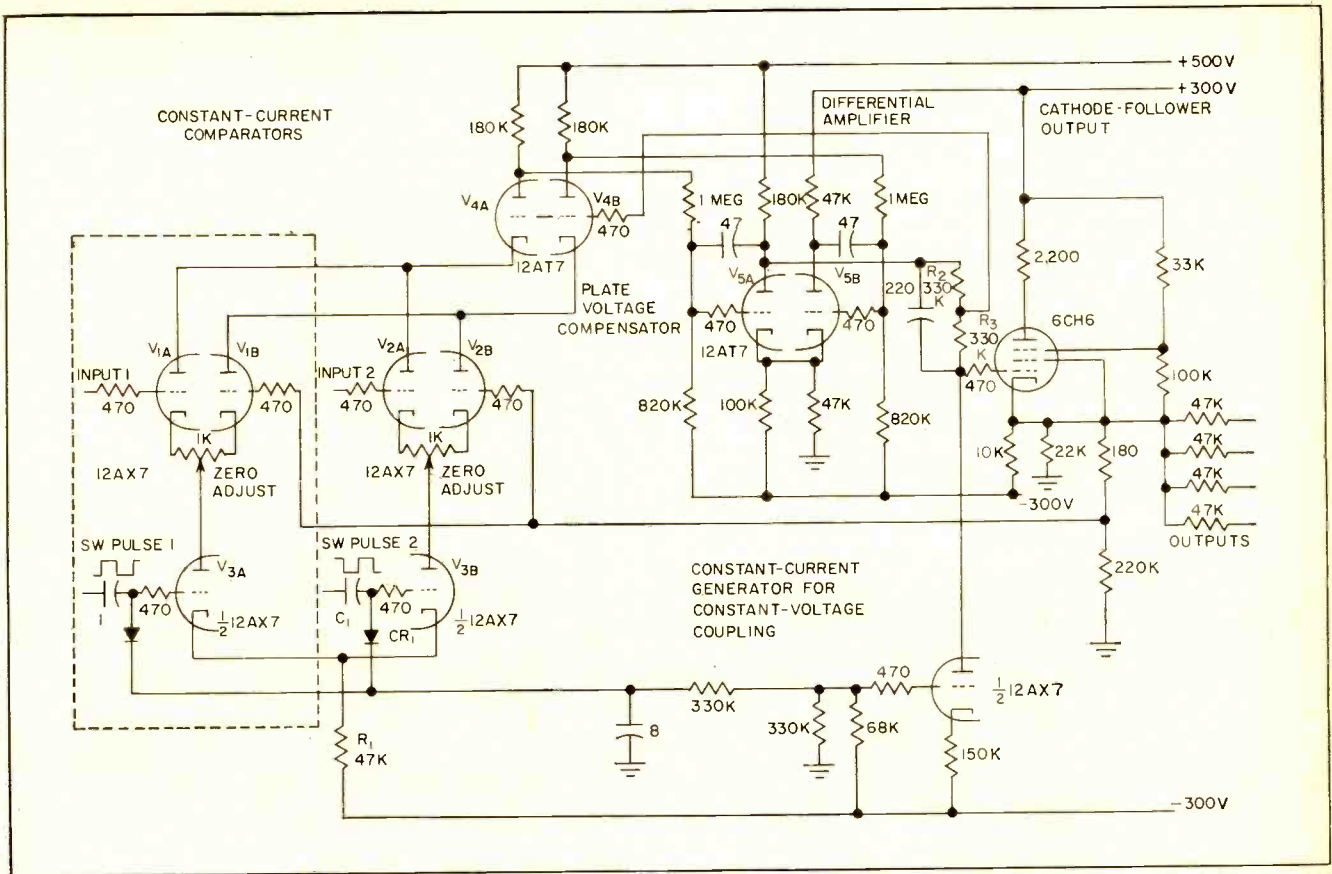 +500V
+300V
CONSTANT-CURRENT
COMPARATORS
DIFFERENTIAL
AMPLIFIER
CATHODE-FOLLOWER
OUTPUT
180K
180K
V4A
V4B
470
12AT7
1 MEG
180K
47K
1 MEG
47
47
2,200
33K
V5A
V5B
220
R2
330
K
R3
330
K
470
6CH6
470
470
12AT7
PLATE
VOLTAGE
COMPENSATOR
100K
V1A
V1B
V2A
V2B
INPUT 1
470
470
INPUT 2
470
470
1K
12AX7
ZERO
ADJUST
1K
12AX7
ZERO
ADJUST
820K
100K
47K
820K
10K
22K
180
47K
47K
47K
47K
OUTPUTS
-300V
SW PULSE 1
V3A
470
1
1/2 12AX7
SW PULSE 2
V3B
470
C1
CR1
1/2 12AX7
CONSTANT-CURRENT
GENERATOR FOR
CONSTANT-VOLTAGE
COUPLING
220K
R1
47K
8
330K
330K
68K
470
1/2 12AX7
150K
-300V